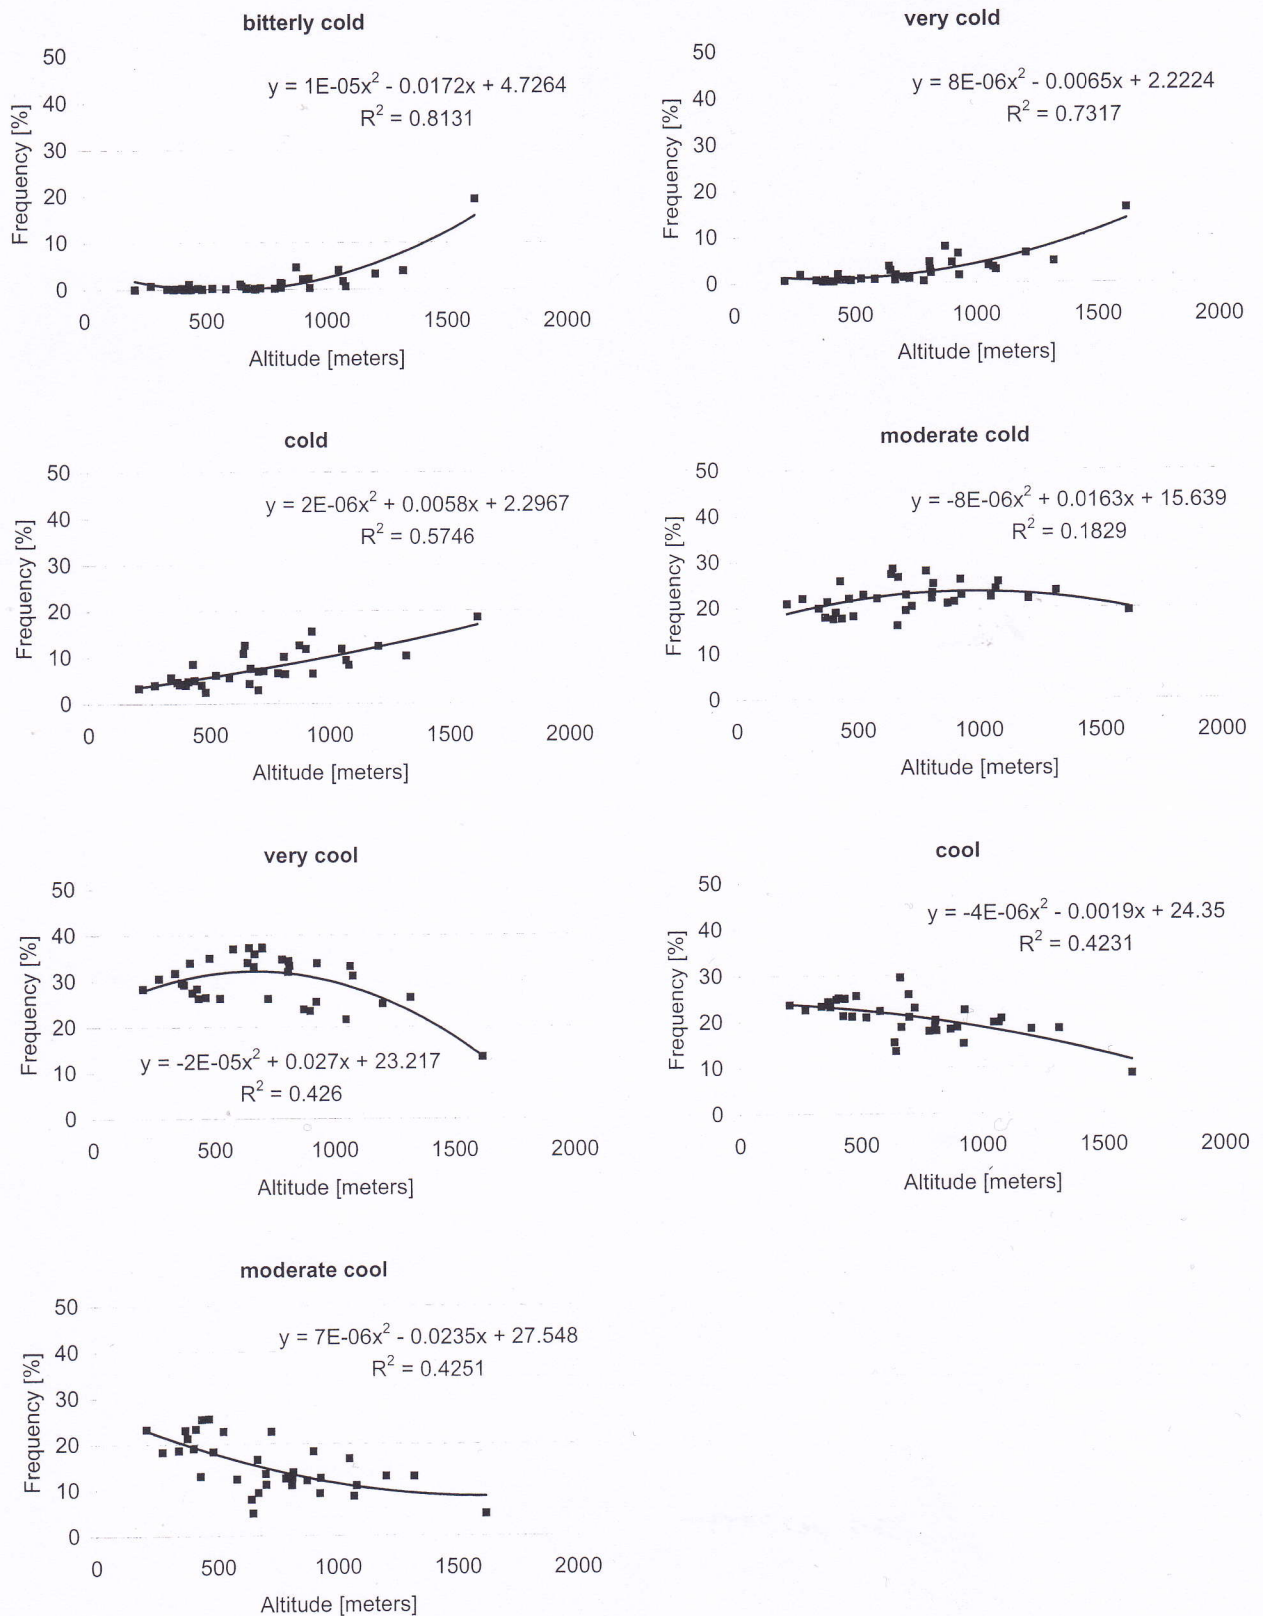 bitterly cold
y = 1E-05x² - 0.0172x + 4.7264
R² = 0.8131
Frequency [%]
50
40
30
20
10
0
0 500 1000 1500 2000
Altitude [meters]
very cold
y = 8E-06x² - 0.0065x + 2.2224
R² = 0.7317
Frequency [%]
50
40
30
20
10
0
0 500 1000 1500 2000
Altitude [meters]
cold
y = 2E-06x² + 0.0058x + 2.2967
R² = 0.5746
Frequency [%]
50
40
30
20
10
0
0 500 1000 1500 2000
Altitude [meters]
moderate cold
y = -8E-06x² + 0.0163x + 15.639
R² = 0.1829
Frequency [%]
50
40
30
20
10
0
0 500 1000 1500 2000
Altitude [meters]
very cool
Frequency [%]
50
40
30
20
10
0
y = -2E-05x² + 0.027x + 23.217
R² = 0.426
0 500 1000 1500 2000
Altitude [meters]
cool
y = -4E-06x² - 0.0019x + 24.35
R² = 0.4231
Frequency [%]
50
40
30
20
10
0
0 500 1000 1500 2000
Altitude [meters]
moderate cool
y = 7E-06x² - 0.0235x + 27.548
R² = 0.4251
Frequency [%]
50
40
30
20
10
0
0 500 1000 1500 2000
Altitude [meters]